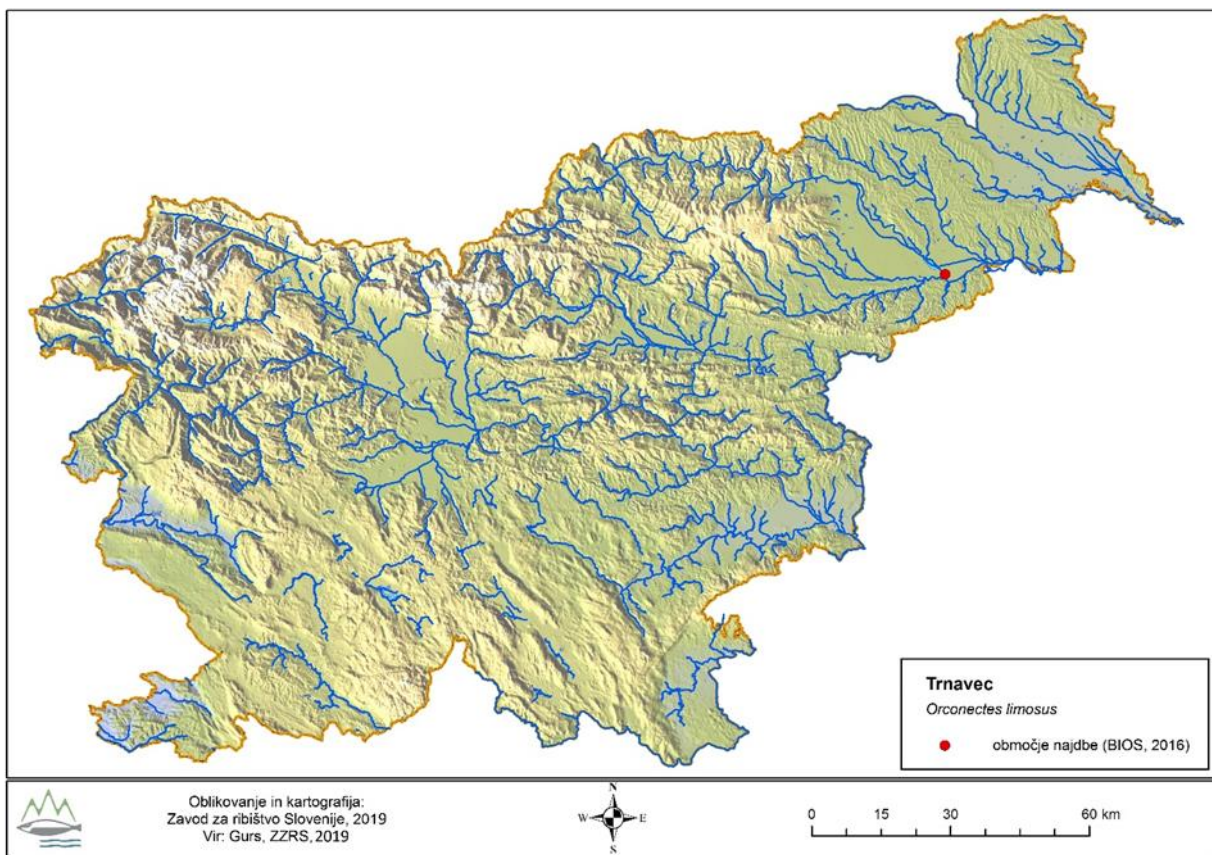 Trnavec
Orconectes limosus
območje najdbe (BIOS, 2016)
Oblikovanje in kartografija:
Zavod za ribištvo Slovenije, 2019
Vir: Gurs, ZZRS, 2019
N
W E
S
0 15 30 60 km